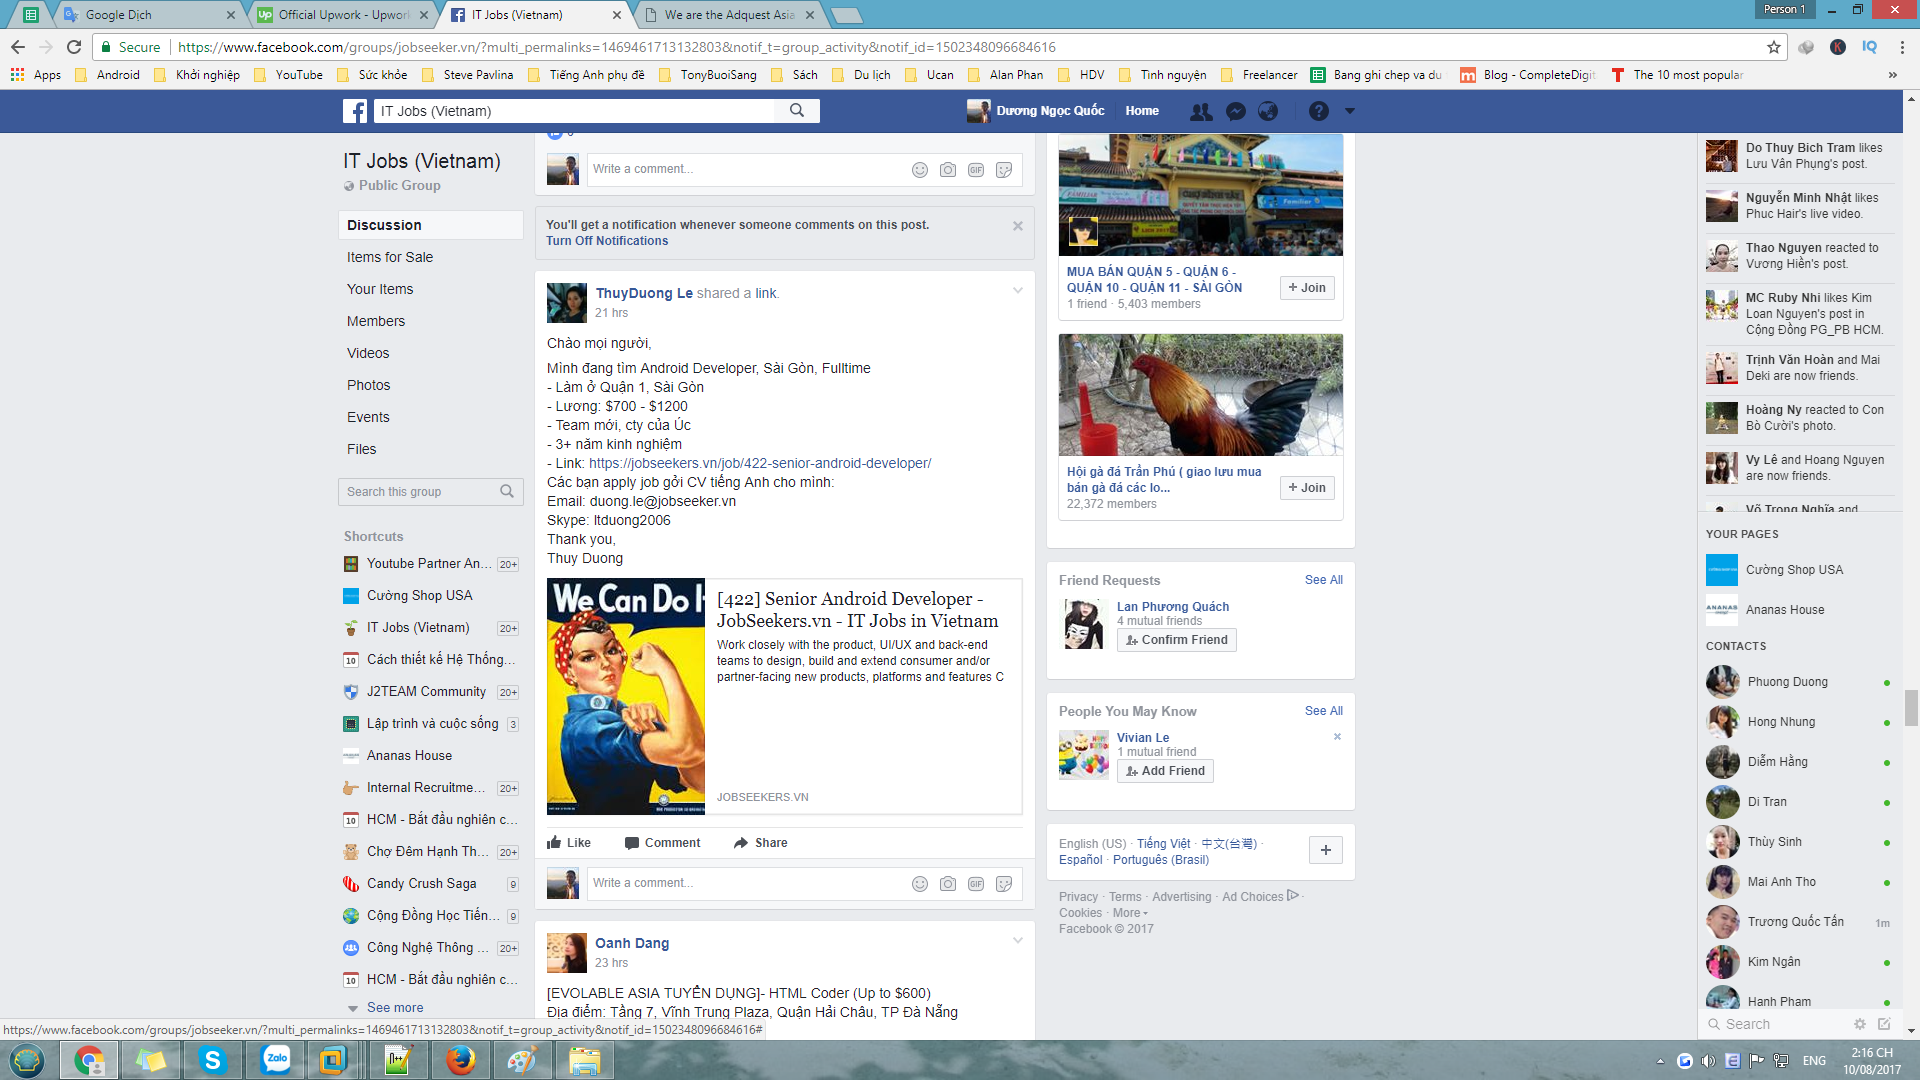 Google Dịch
Official Upwork - Upwor
IT Jobs (Vietnam)
We are the Adquest Asia
Person 1
Secure
https://www.facebook.com/groups/jobseeker.vn/?multi_permalinks=1469461713132803&notif_t=group_activity&notif_id=1502348096684616
Apps
Android
Khởi nghiệp
YouTube
Sức khỏe
Steve Pavlina
Tiếng Anh phụ đề
TonyBuoiSang
Sách
Du lịch
Ucan
Alan Phan
HDV
Tình nguyện
Freelancer
Bang ghi chep va du
Blog - CompleteDigit
The 10 most popular
IT Jobs (Vietnam)
Dương Ngọc Quốc
Home
IT Jobs (Vietnam)
Public Group
Discussion
Items for Sale
Your Items
Members
Videos
Photos
Events
Files
Search this group
Shortcuts
Youtube Partner An... 20+
Cường Shop USA
IT Jobs (Vietnam) 20+
Cách thiết kế Hệ Thống...
J2TEAM Community 20+
Lập trình và cuộc sống 3
Ananas House
Internal Recruitme... 20+
HCM - Bắt đầu nghiên c...
Chợ Đêm Hạnh Th... 20+
Candy Crush Saga 9
Cộng Đồng Học Tiến... 9
Công Nghệ Thông ... 20+
HCM - Bắt đầu nghiên c...
See more
Write a comment...
You'll get a notification whenever someone comments on this post.
Turn Off Notifications
ThuyDuong Le shared a link.
21 hrs
Chào mọi người,
Mình đang tìm Android Developer, Sài Gòn, Fulltime
- Làm ở Quận 1, Sài Gòn
- Lương: $700 - $1200
- Team mới, cty của Úc
- 3+ năm kinh nghiệm
- Link: https://jobseekers.vn/job/422-senior-android-developer/
Các bạn apply job gởi CV tiếng Anh cho mình:
Email: duong.le@jobseeker.vn
Skype: ltduong2006
Thank you,
Thuy Duong
We Can Do I
[422] Senior Android Developer -
JobSeekers.vn - IT Jobs in Vietnam
Work closely with the product, UI/UX and back-end
teams to design, build and extend consumer and/or
partner-facing new products, platforms and features C
JOBSEEKERS.VN
Like
Comment
Share
Write a comment...
Oanh Dang
23 hrs
[EVOLABLE ASIA TUYỂN DỤNG]- HTML Coder (Up to $600)
Địa điểm: Tầng 7, Vĩnh Trung Plaza, Quận Hải Châu, TP Đà Nẵng
MUA BÁN QUẬN 5 - QUẬN 6 -
QUẬN 10 - QUẬN 11 - SÀI GÒN
1 friend · 5,403 members
+ Join
Hội gà đá Trần Phú ( giao lưu mua
bán gà đá các lo...
22,372 members
+ Join
Friend Requests
See All
Lan Phương Quách
4 mutual friends
Confirm Friend
People You May Know
See All
Vivian Le
1 mutual friend
Add Friend
English (US) · Tiếng Việt · 中文(台灣) ·
Español · Português (Brasil)
Privacy · Terms · Advertising · Ad Choices ·
Cookies · More
Facebook © 2017
Do Thuy Bich Tram likes
Lưu Vân Phụng's post.
Nguyễn Minh Nhật likes
Phuc Hair's live video.
Thao Nguyen reacted to
Vương Hiền's post.
MC Ruby Nhi likes Kim
Loan Nguyen's post in
Cộng Đồng PG_PB HCM.
Trịnh Văn Hoàn and Mai
Deki are now friends.
Hoàng Ny reacted to Con
Bò Cười's photo.
Vy Lê and Hoang Nguyen
are now friends.
Võ Trọng Nghĩa and
YOUR PAGES
Cường Shop USA
Ananas House
CONTACTS
Phuong Duong
Hong Nhung
Diễm Hằng
Di Tran
Thùy Sinh
Mai Anh Tho
Trương Quốc Tấn 1m
Kim Ngân
Hanh Pham
Search
https://www.facebook.com/groups/jobseeker.vn/?multi_permalinks=1469461713132803&notif_t=group_activity&notif_id=1502348096684616#
ENG
2:16 CH
10/08/2017